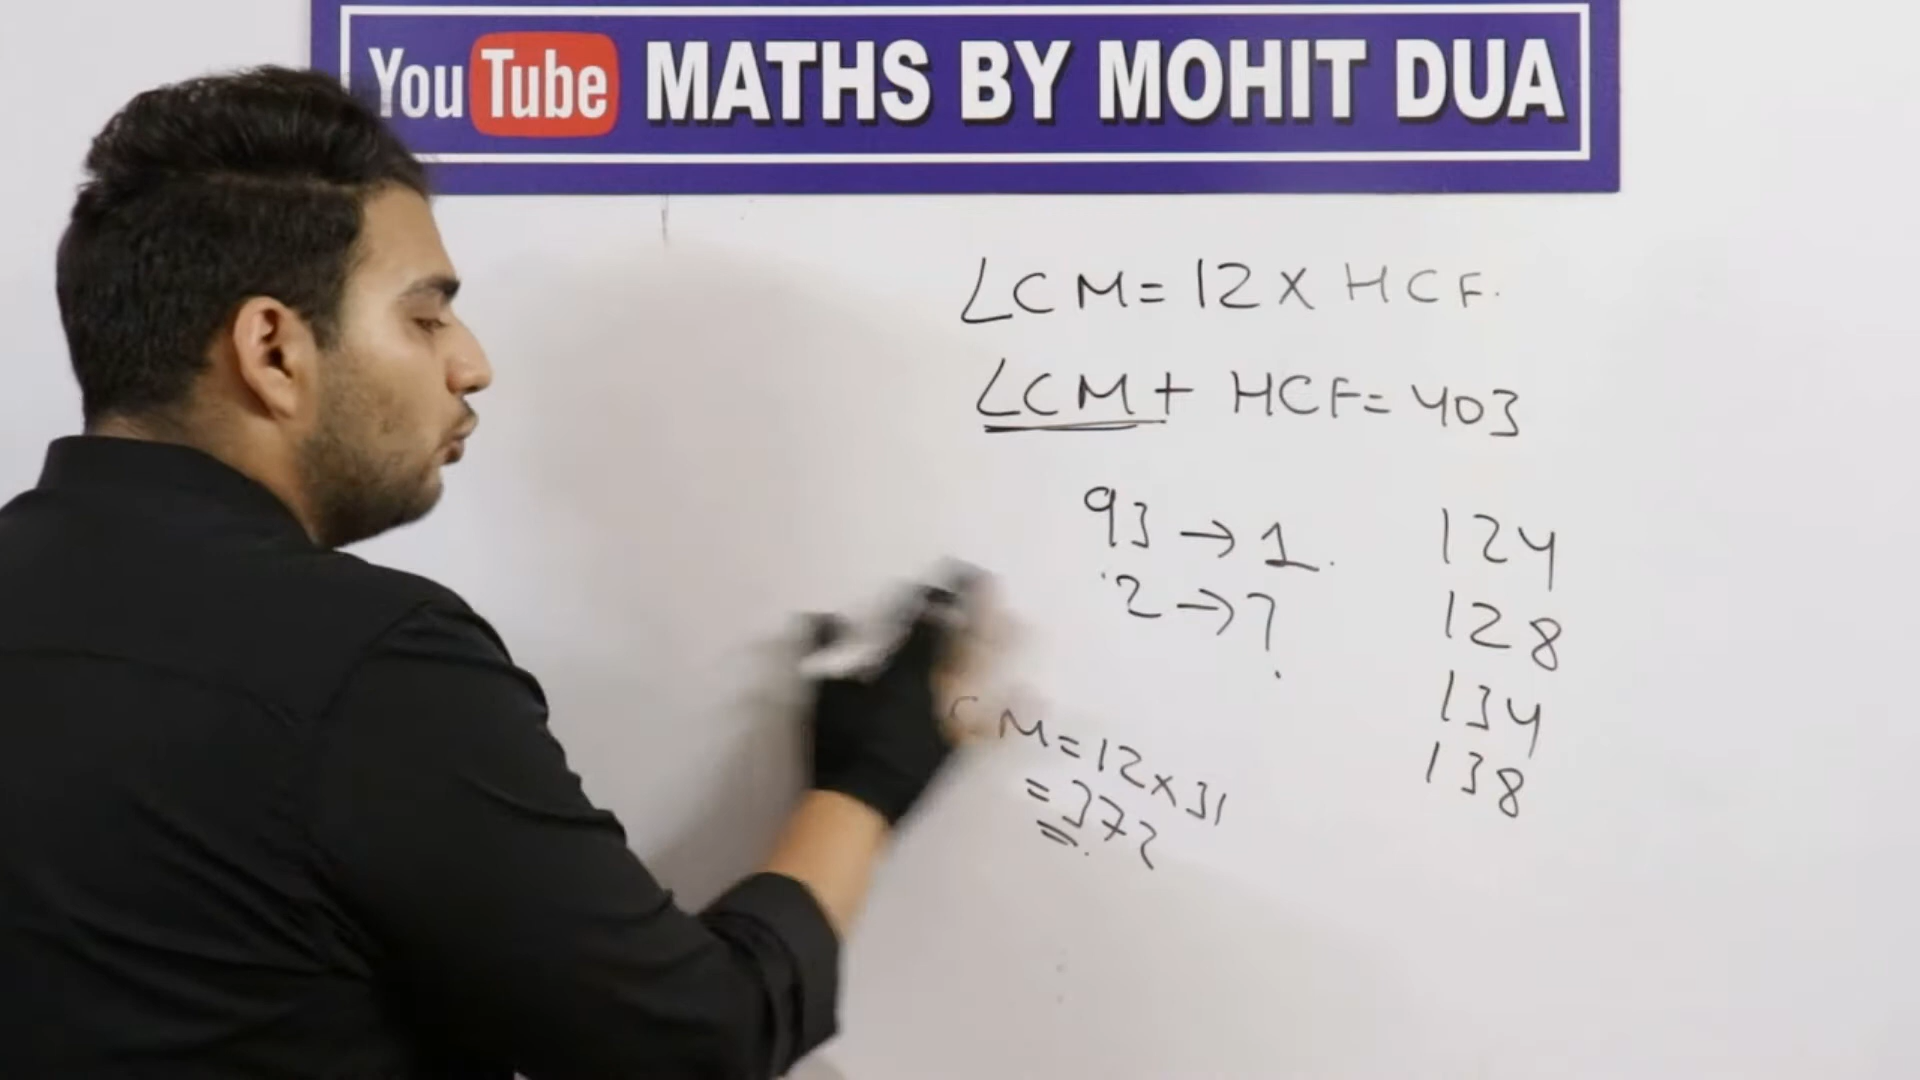 YouTube MATHS BY MOHIT DUA
LCM = 12 X HCF.
LCM + HCF = 403
93 → 1.
2 → ?
CM = 12 x 31
= 372
124
128
134
138